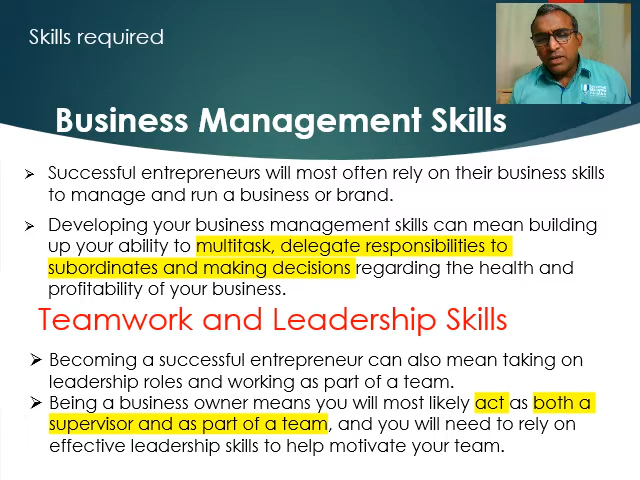 Skills required
Business Management Skills
➢ Successful entrepreneurs will most often rely on their business skills
to manage and run a business or brand.
➢ Developing your business management skills can mean building
up your ability to multitask, delegate responsibilities to
subordinates and making decisions regarding the health and
profitability of your business.
Teamwork and Leadership Skills
➢ Becoming a successful entrepreneur can also mean taking on
leadership roles and working as part of a team.
➢ Being a business owner means you will most likely act as both a
supervisor and as part of a team, and you will need to rely on
effective leadership skills to help motivate your team.